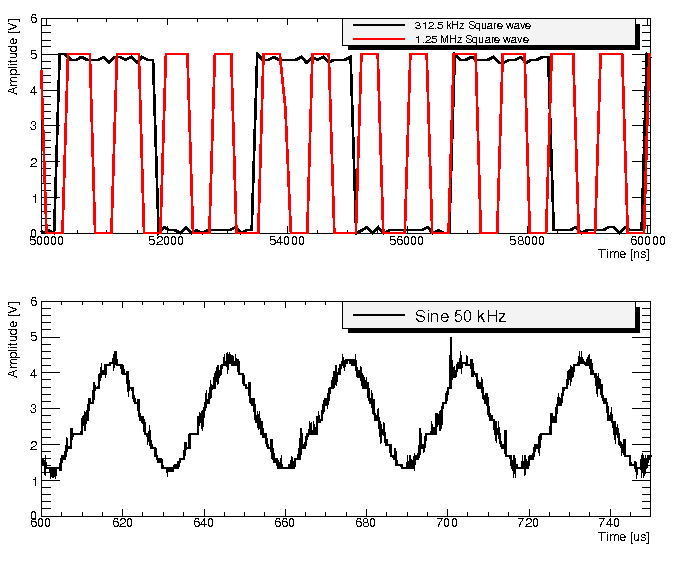 Amplitude [V]
6
5
4
3
2
1
0
312.5 kHz Square wave
1.25 MHz Square wave
50000 52000 54000 56000 58000 60000
Time [ns]
Amplitude [V]
6
5
4
3
2
1
0
Sine 50 kHz
600 620 640 660 680 700 720 740
Time [us]